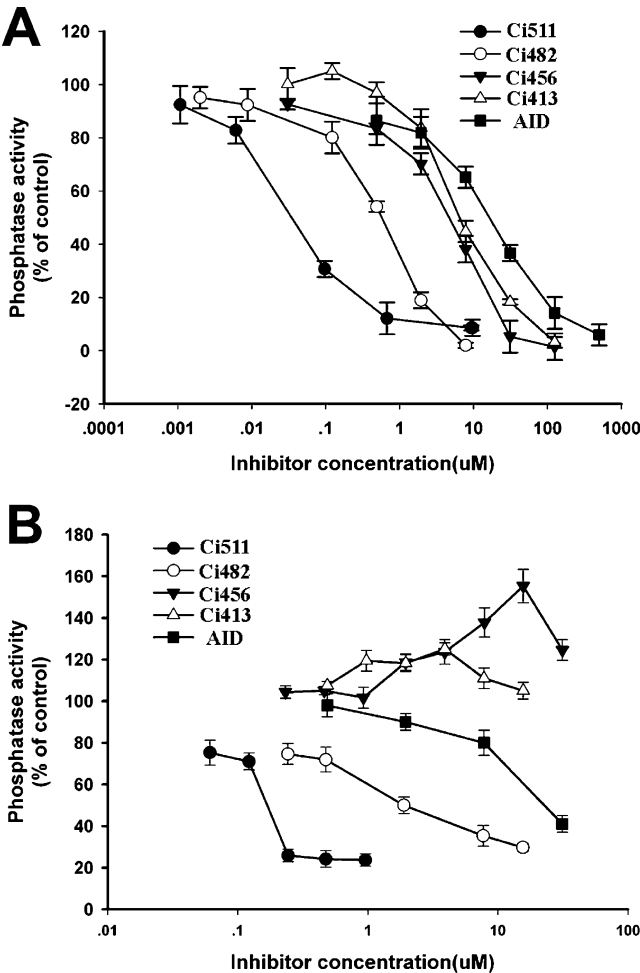 A
120
100
80
60
40
20
0
-20
Phosphatase activity
(% of control)
Ci511
Ci482
Ci456
Ci413
AID
.0001 .001 .01 .1 1 10 100 1000
Inhibitor concentration(uM)
B
180
160
140
120
100
80
60
40
20
0
Phosphatase activity
(% of control)
Ci511
Ci482
Ci456
Ci413
AID
.01 .1 1 10 100
Inhibitor concentration(uM)